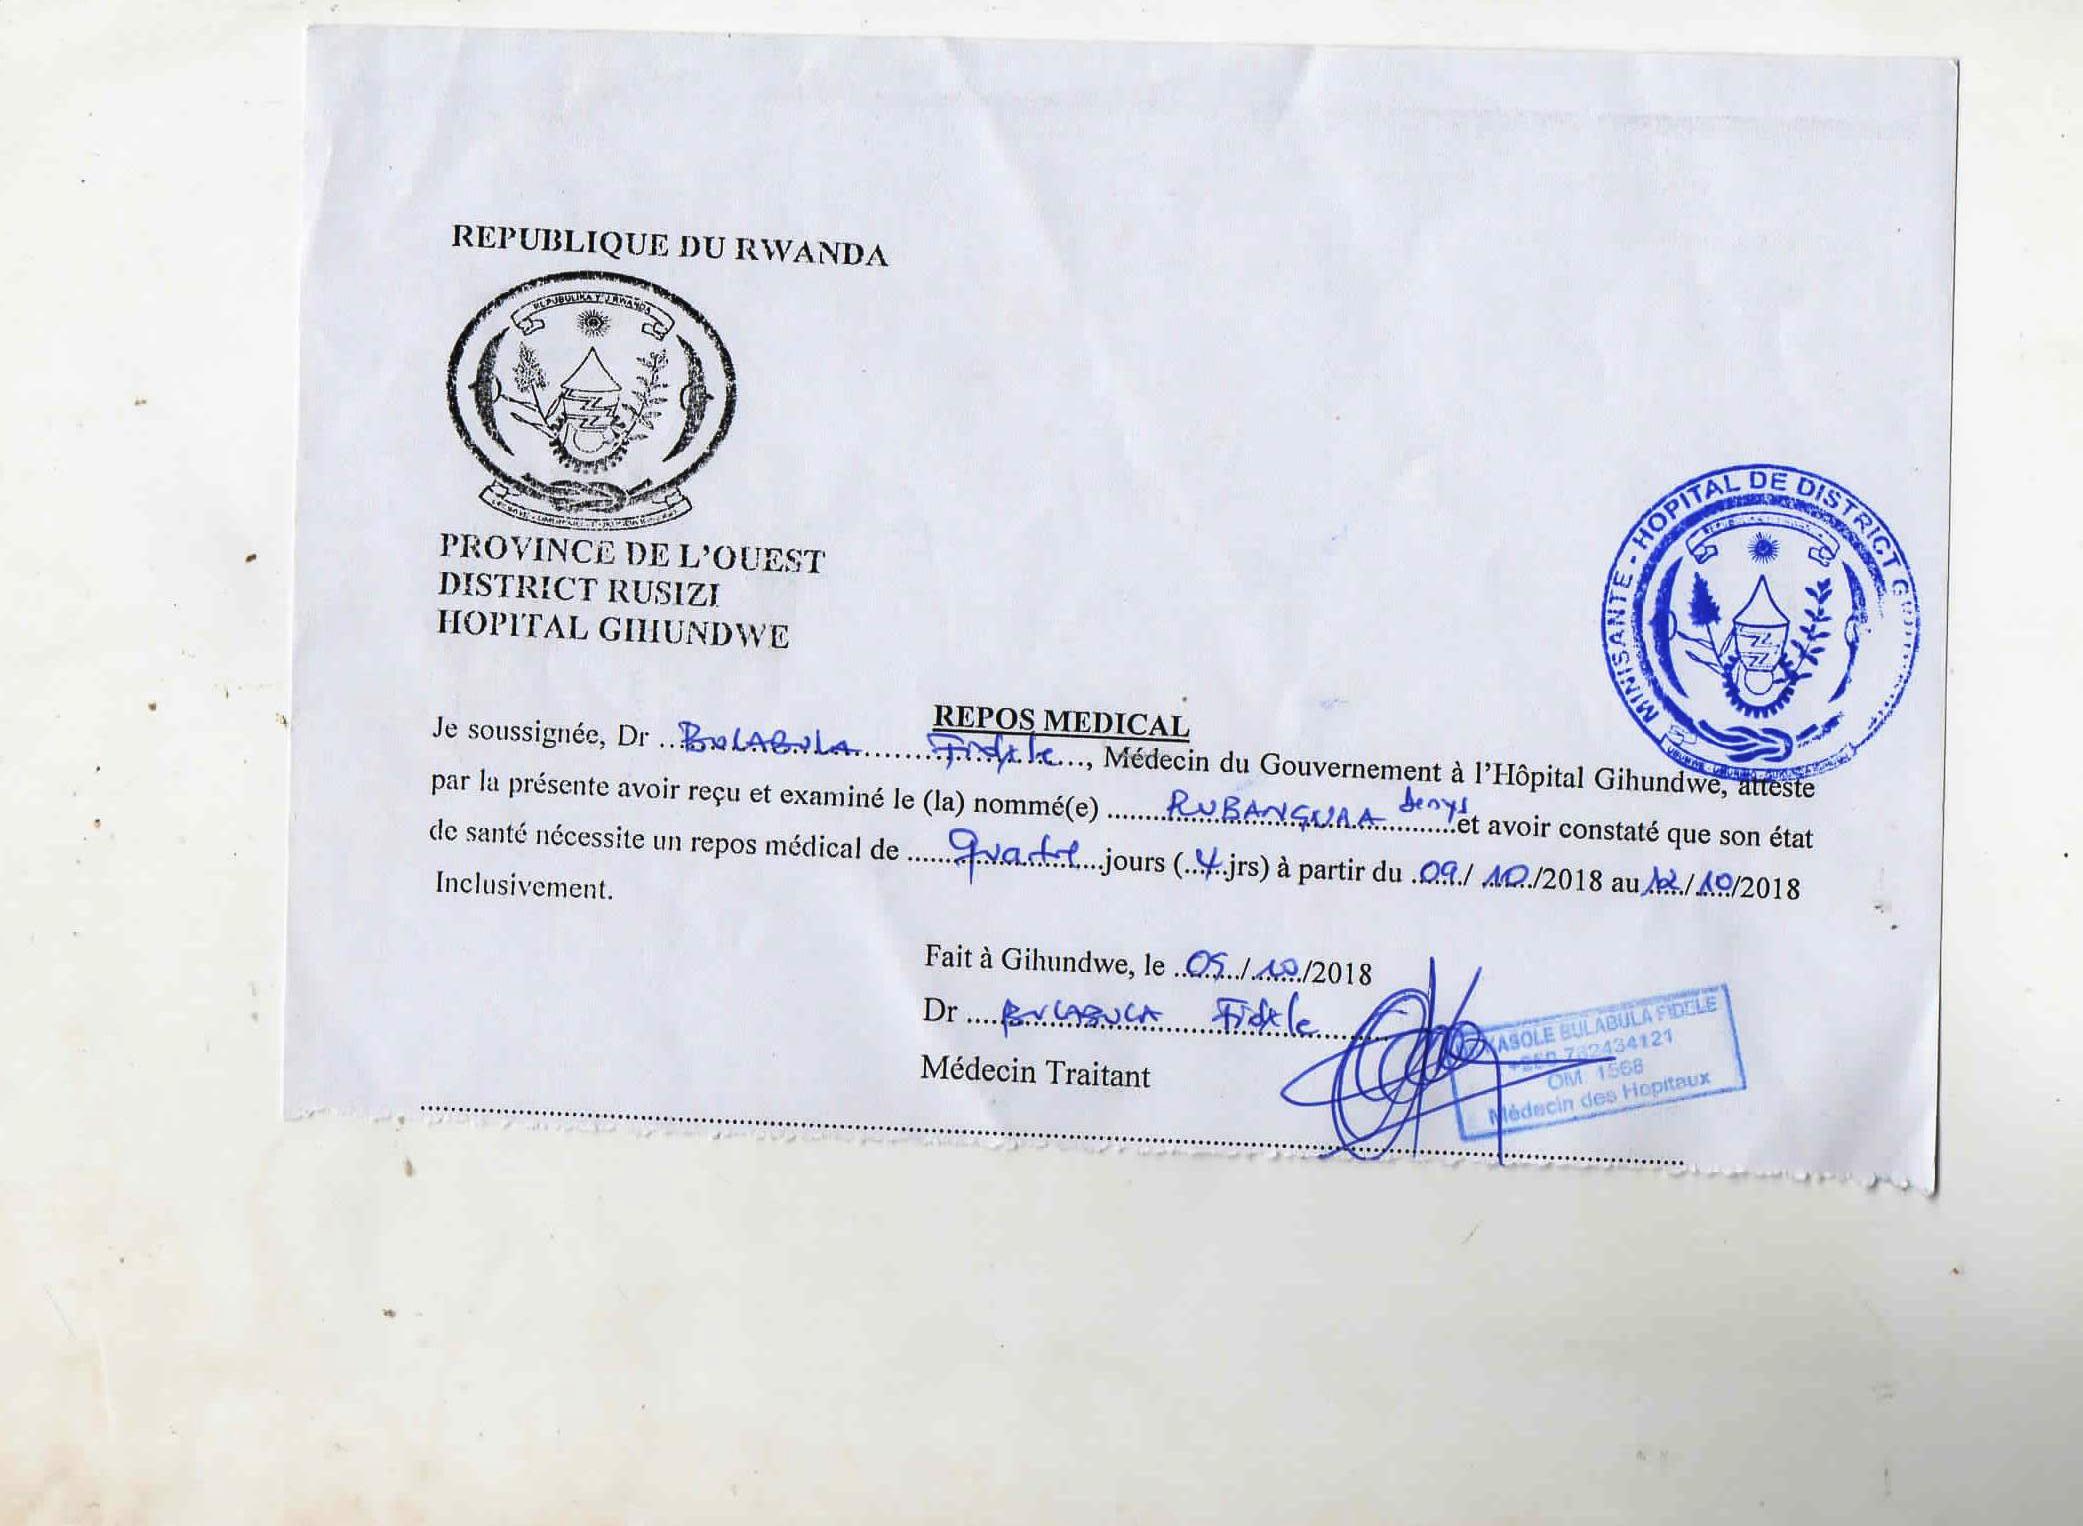 REPUBLIQUE DU RWANDA
REPUBULIKA Y'U RWANDA
PROVINCE DE L'OUEST
DISTRICT RUSIZI
HOPITAL GIHUNDWE
MINISANTE - HOPITAL DE DISTRICT
REPOS MEDICAL
Je soussignée, Dr ...BULABULA.......Fidele..., Médecin du Gouvernement à l'Hôpital Gihundwe, atteste
par la présente avoir reçu et examiné le (la) nommé(e) ........RUBANGURA Denys.......et avoir constaté que son état
de santé nécessite un repos médical de ......quatre......jours (..4..jrs) à partir du ..09../ ..10../2018 au 12/10/2018
Inclusivement.
Fait à Gihundwe, le ..../..10../2018
Dr ....BULABULA.......Fidele......
Médecin Traitant
KASOLE BULABULA FIDELE
OM. 1568
Médecin des Hopitaux